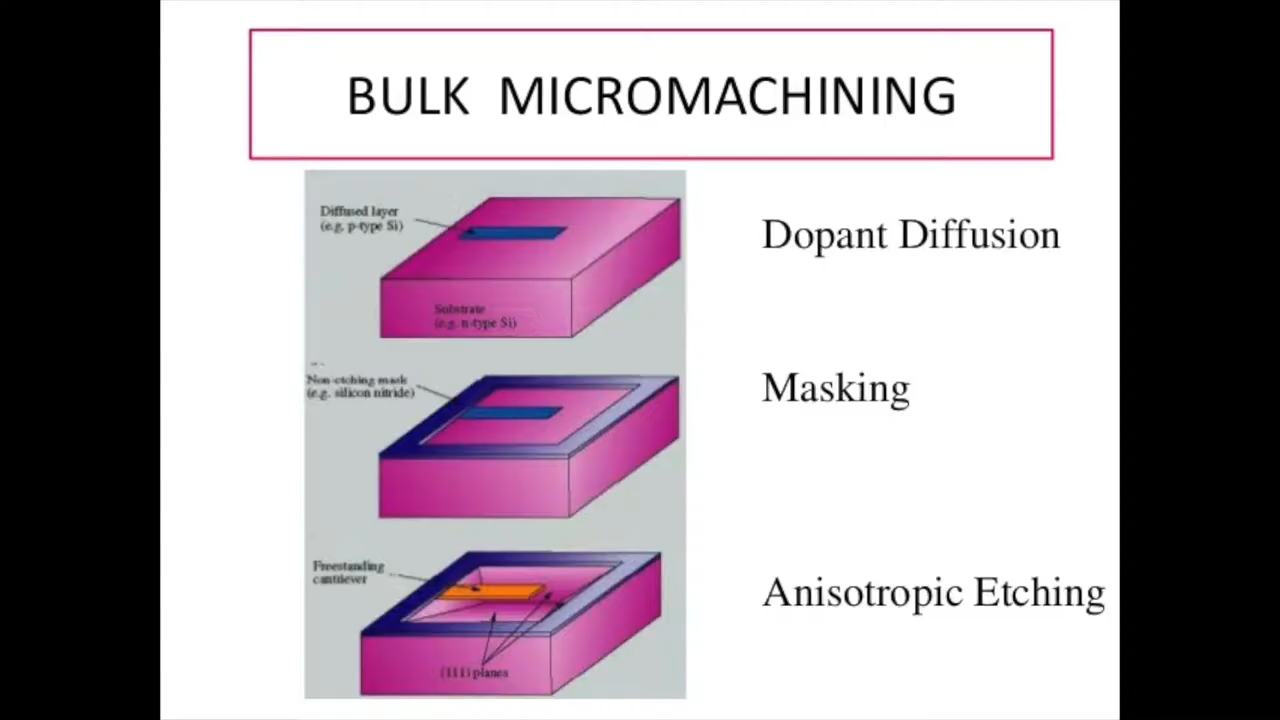 BULK MICROMACHINING
Diffused layer
(e.g. p-type Si)
Substrate
(e.g. n-type Si)
Dopant Diffusion
Non-etching mask
(e.g. silicon nitride)
Masking
Freestanding
cantilever
(111) planes
Anisotropic Etching